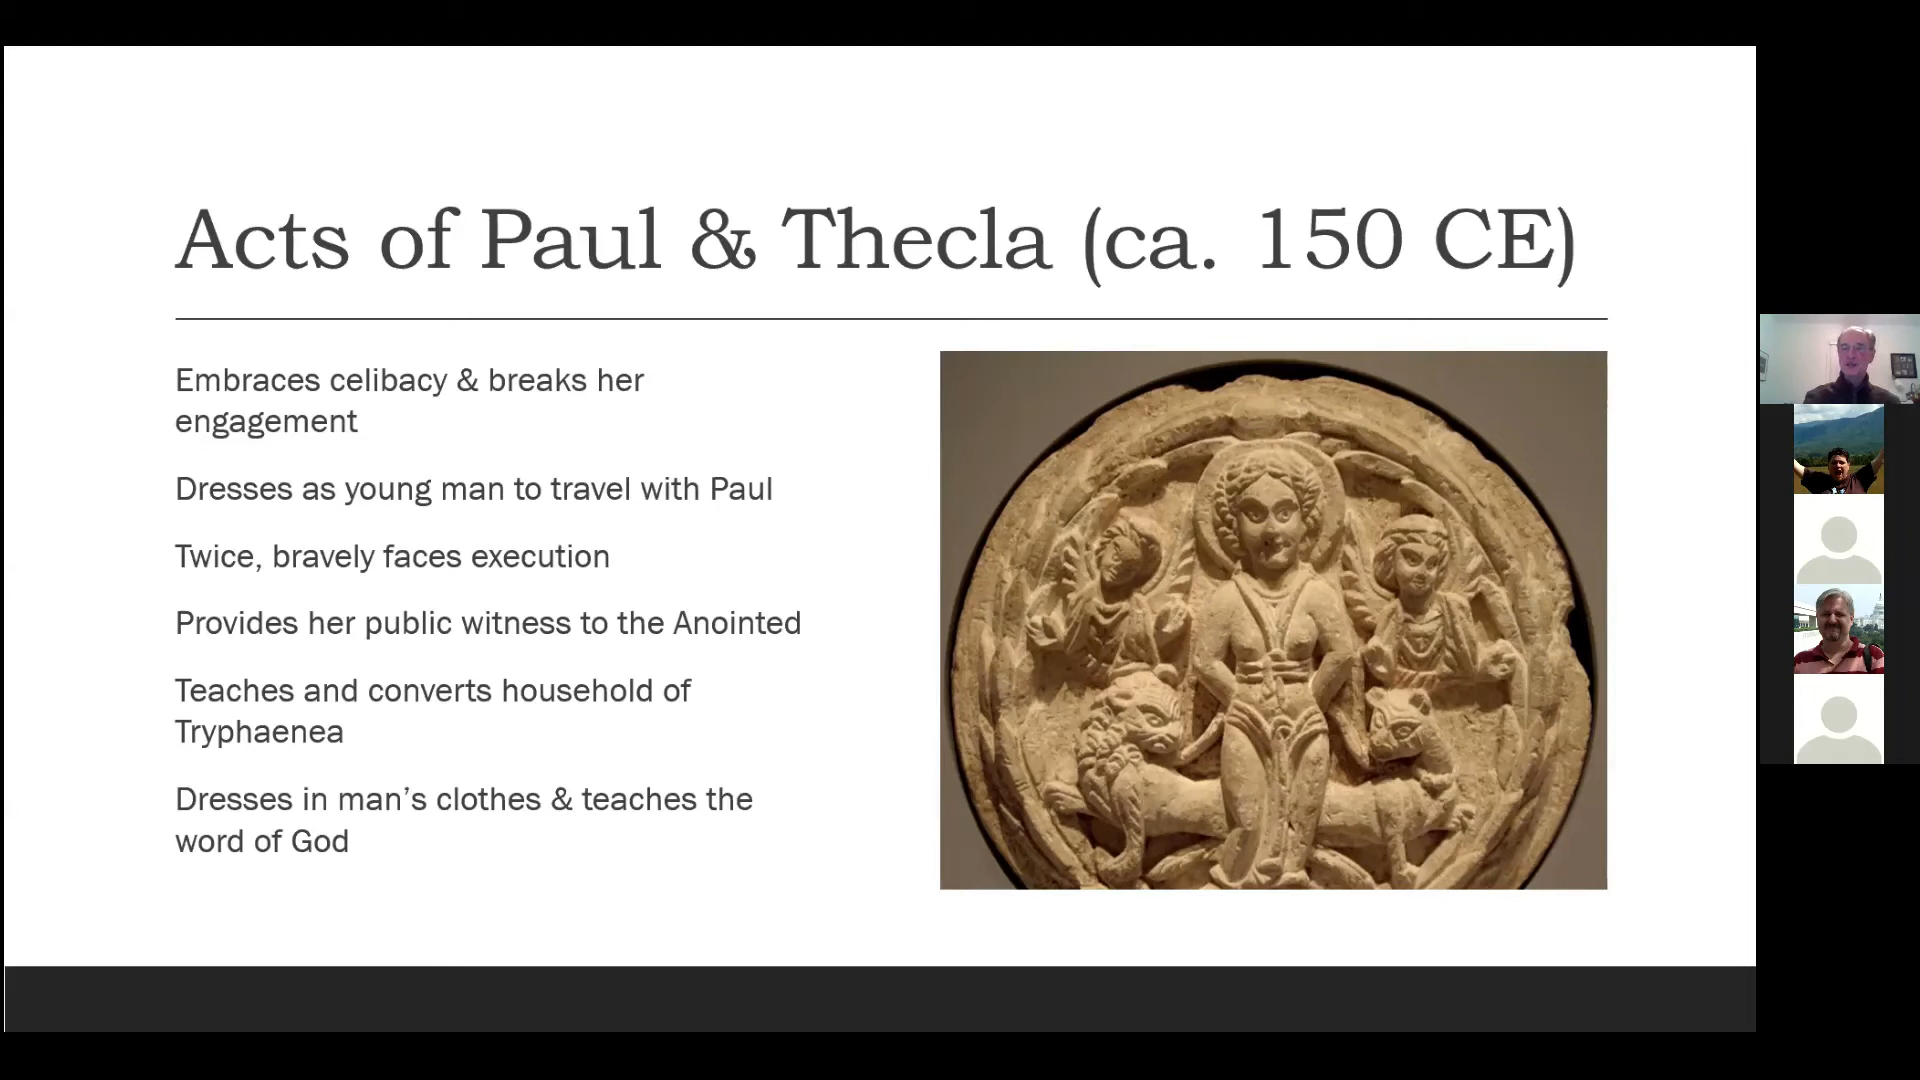 Acts of Paul & Thecla (ca. 150 CE)
Embraces celibacy & breaks her
engagement
Dresses as young man to travel with Paul
Twice, bravely faces execution
Provides her public witness to the Anointed
Teaches and converts household of
Tryphaenea
Dresses in man’s clothes & teaches the
word of God